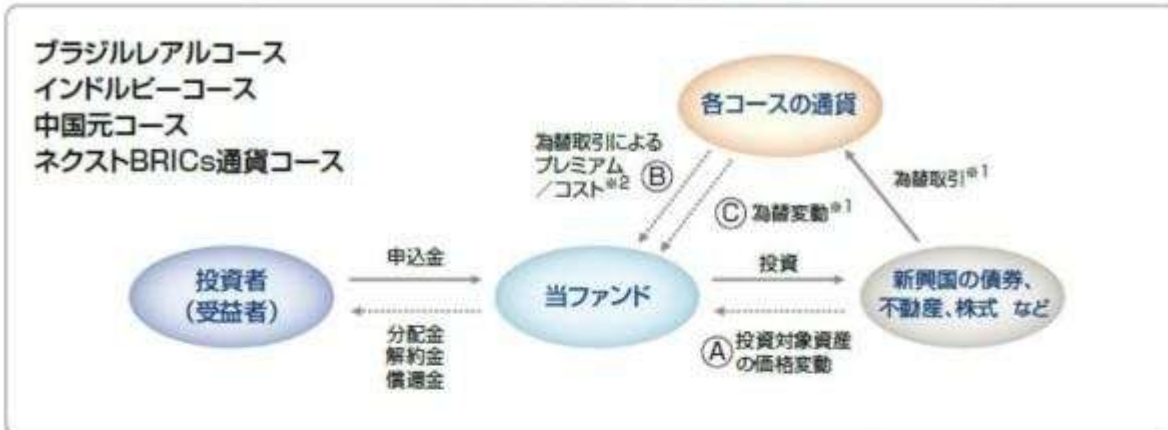 ブラジルレアルコース
インドルピーコース
中国元コース
ネクストBRICs通貨コース
各コースの通貨
為替取引による
プレミアム
/コスト※2 Ⓑ
Ⓒ 為替変動※1
為替取引※1
投資者
(受益者)
申込金
分配金
解約金
償還金
当ファンド
投資
Ⓐ 投資対象資産
の価格変動
新興国の債券、
不動産、株式 など